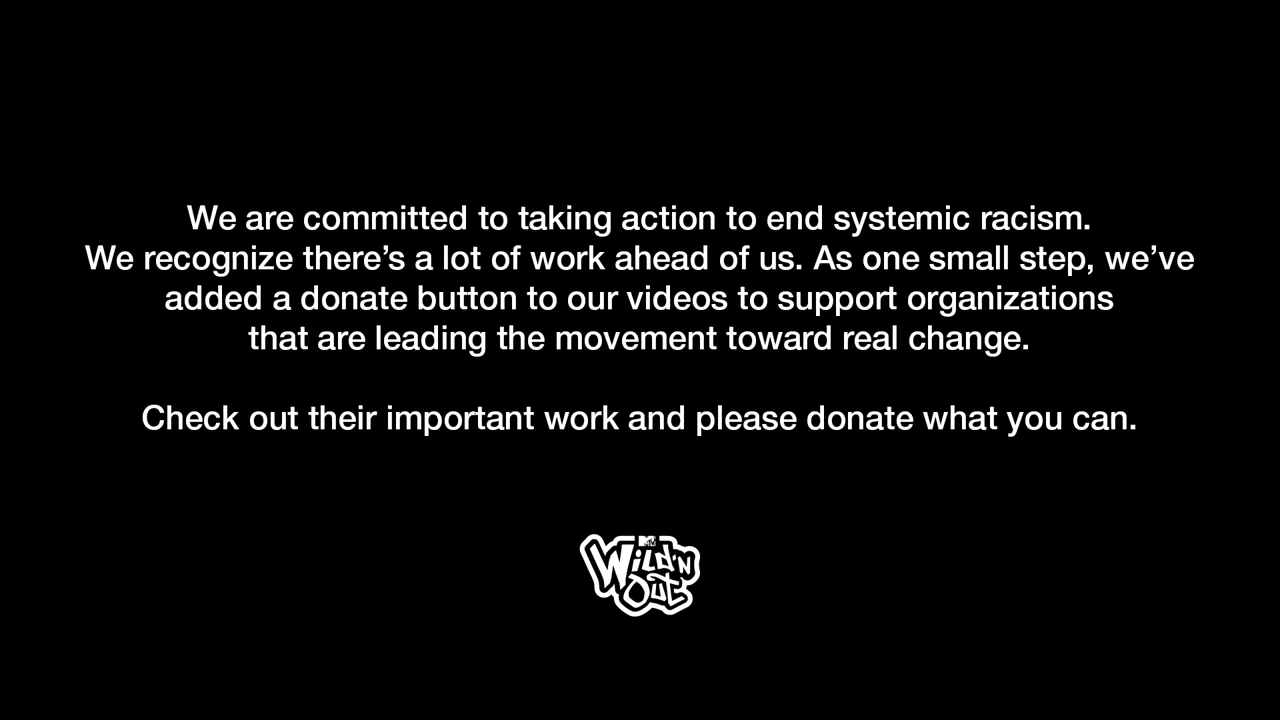 We are committed to taking action to end systemic racism.
We recognize there’s a lot of work ahead of us. As one small step, we’ve
added a donate button to our videos to support organizations
that are leading the movement toward real change.
Check out their important work and please donate what you can.
MTV
Wild'N
Out